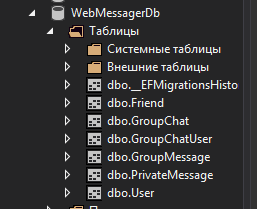 WebMessagerDb
Таблицы
Системные таблицы
Внешние таблицы
dbo.__EFMigrationsHisto
dbo.Friend
dbo.GroupChat
dbo.GroupChatUser
dbo.GroupMessage
dbo.PrivateMessage
dbo.User